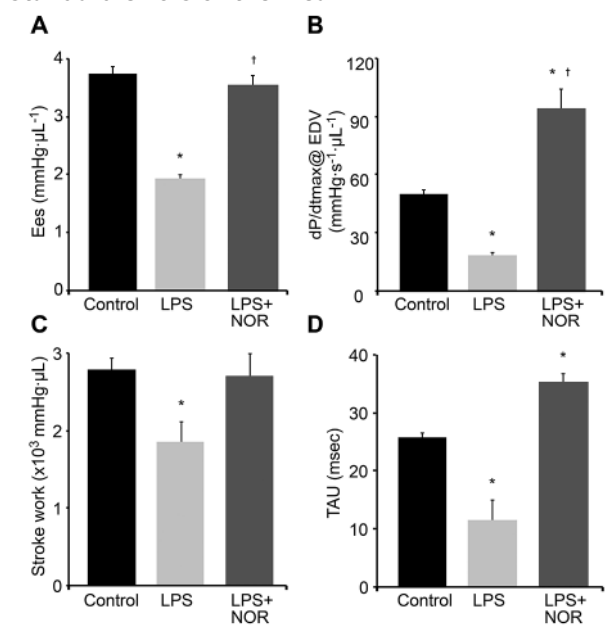 A
Ees (mmHg·µL-1)
4
3
2
1
0
*
†
Control
LPS
LPS+
NOR
B
dP/dtmax@ EDV
(mmHg·s-1·µL-1)
120
90
60
30
0
*
* †
Control
LPS
LPS+
NOR
C
Stroke work (x10³ mmHg·µL)
3
2
1
0
*
Control
LPS
LPS+
NOR
D
TAU (msec)
40
30
20
10
0
*
*
Control
LPS
LPS+
NOR